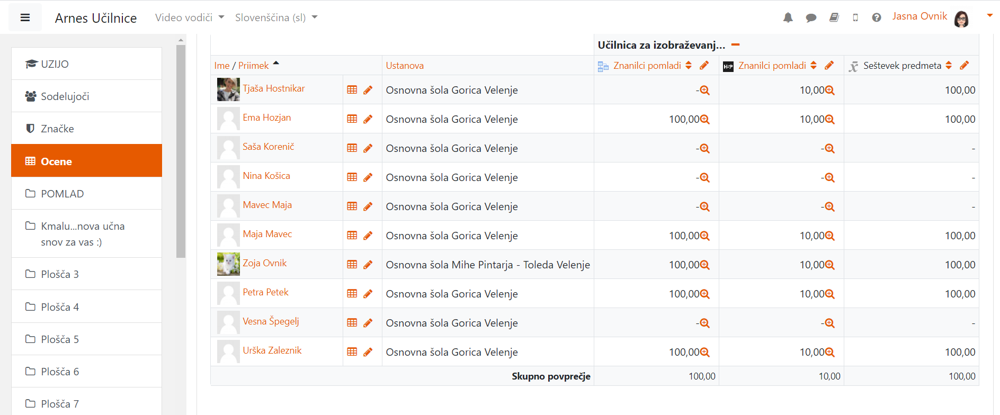 Arnes Učilnice Video vodiči Slovenščina (sl) Jasna Ovnik
UZIJO
Sodelujoči
Značke
Ocene
POMLAD
Kmalu...nova učna
snov za vas :)
Plošča 3
Plošča 4
Plošča 5
Plošča 6
Plošča 7
Učilnica za izobraževanj...
Ime / Priimek Ustanova Znanilci pomladi H-P Znanilci pomladi x̄ Seštevek predmeta
Tjaša Hostnikar Osnovna šola Gorica Velenje - 10,00 100,00
Ema Hozjan Osnovna šola Gorica Velenje 100,00 10,00 100,00
Saša Korenič Osnovna šola Gorica Velenje - - -
Nina Košica Osnovna šola Gorica Velenje - - -
Mavec Maja Osnovna šola Gorica Velenje - - -
Maja Mavec Osnovna šola Gorica Velenje 100,00 10,00 100,00
Zoja Ovnik Osnovna šola Mihe Pintarja - Toleda Velenje 100,00 10,00 100,00
Petra Petek Osnovna šola Gorica Velenje 100,00 10,00 100,00
Vesna Špegelj Osnovna šola Gorica Velenje - - -
Urška Zaleznik Osnovna šola Gorica Velenje 100,00 10,00 100,00
Skupno povprečje 100,00 10,00 100,00